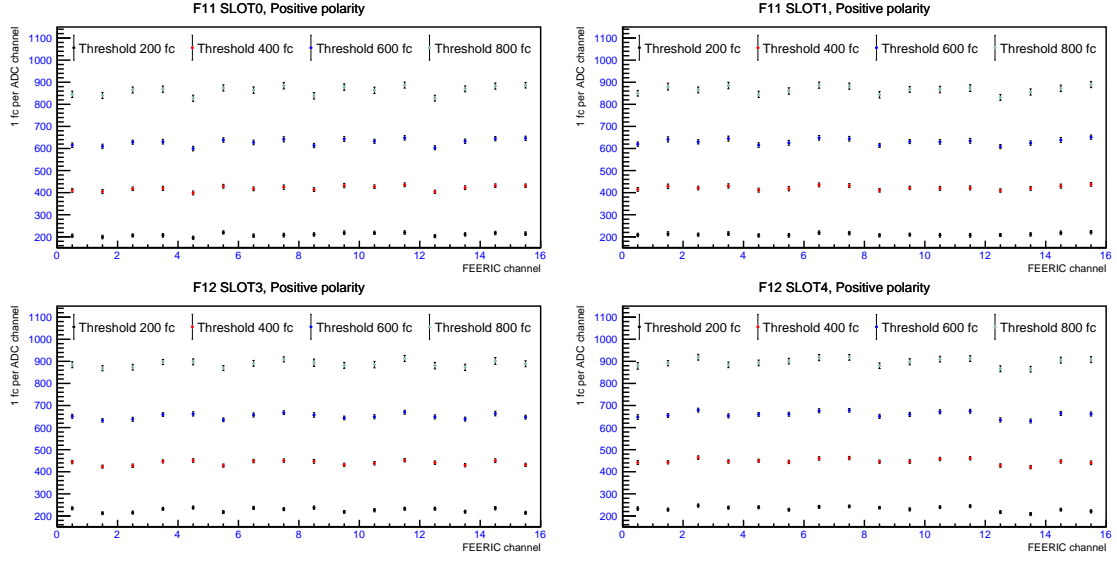 F11 SLOT0, Positive polarity
1 fc per ADC channel
1100
1000
900
800
700
600
500
400
300
200
Threshold 200 fc Threshold 400 fc Threshold 600 fc Threshold 800 fc
0 2 4 6 8 10 12 14 16
FEERIC channel
F11 SLOT1, Positive polarity
1 fc per ADC channel
1100
1000
900
800
700
600
500
400
300
200
Threshold 200 fc Threshold 400 fc Threshold 600 fc Threshold 800 fc
0 2 4 6 8 10 12 14 16
FEERIC channel
F12 SLOT3, Positive polarity
1 fc per ADC channel
1100
1000
900
800
700
600
500
400
300
200
Threshold 200 fc Threshold 400 fc Threshold 600 fc Threshold 800 fc
0 2 4 6 8 10 12 14 16
FEERIC channel
F12 SLOT4, Positive polarity
1 fc per ADC channel
1100
1000
900
800
700
600
500
400
300
200
Threshold 200 fc Threshold 400 fc Threshold 600 fc Threshold 800 fc
0 2 4 6 8 10 12 14 16
FEERIC channel